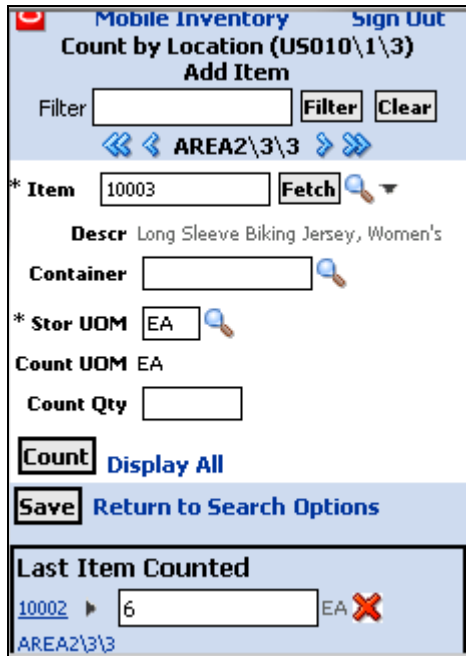 Mobile Inventory Sign Out
Count by Location (US010\1\3)
Add Item
Filter Filter Clear
AREA2\3\3
* Item 10003 Fetch
Descr Long Sleeve Biking Jersey, Women's
Container
* Stor UOM EA
Count UOM EA
Count Qty
Count Display All
Save Return to Search Options
Last Item Counted
10002 6 EA
AREA2\3\3